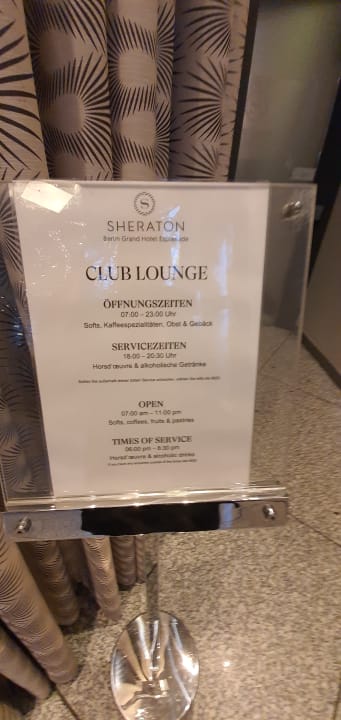 S
SHERATON
Berlin Grand Hotel Esplanade
CLUB LOUNGE
ÖFFNUNGSZEITEN
07:00 – 23:00 Uhr
Softs, Kaffeespezialitäten, Obst & Gebäck
SERVICEZEITEN
18:00 – 20:30 Uhr
Horsd'œuvre & alkoholische Getränke
OPEN
07:00 am – 11:00 pm
Softs, coffees, fruits & pastries
TIMES OF SERVICE
06:00 pm – 8:30 pm
Horsd'œuvre & alcoholic drinks